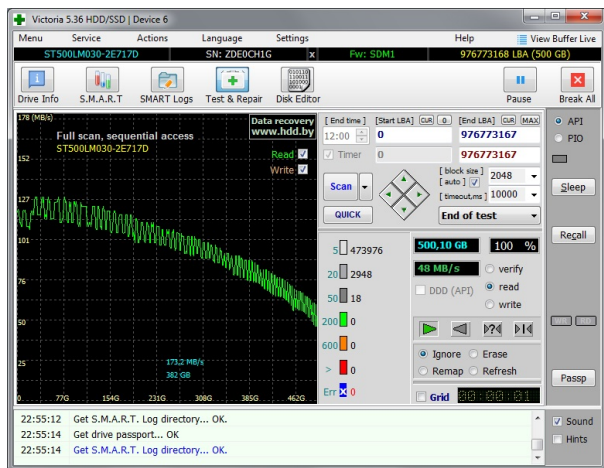 Victoria 5.36 HDD/SSD | Device 6
Menu Service Actions Language Settings Help View Buffer Live
ST500LM030-2E717D SN: ZDE0CH1G x Fw: SDM1 976773168 LBA (500 GB)
Drive Info S.M.A.R.T SMART Logs Test & Repair Disk Editor Pause Break All
178 (MB/s)
Full scan, sequential access
ST500LM030-2E717D
Data recovery
www.hdd.by
Read
Write
152
127
101
76
50
25
173,2 MB/s
382 GB
0 77G 154G 231G 308G 385G 462G
[ End time ] [Start LBA] CUR 0 [End LBA] CUR MAX
12:00 0 976773167
Timer 0 976773167
Scan
QUICK
[ block size ] 2048
[ auto ]
[ timeout,ms ] 10000
End of test
5 473976
20 2948
50 18
200 0
600 0
> 0
Err x 0
500,10 GB 100 %
48 MB/s
verify
DDD (API) read
write
Ignore Erase
Remap Refresh
Grid 00:00:01
API
PIO
Sleep
Recall
Passp
22:55:12 Get S.M.A.R.T. Log directory... OK.
22:55:14 Get drive passport... OK
22:55:14 Get S.M.A.R.T. Log directory... OK.
Sound
Hints